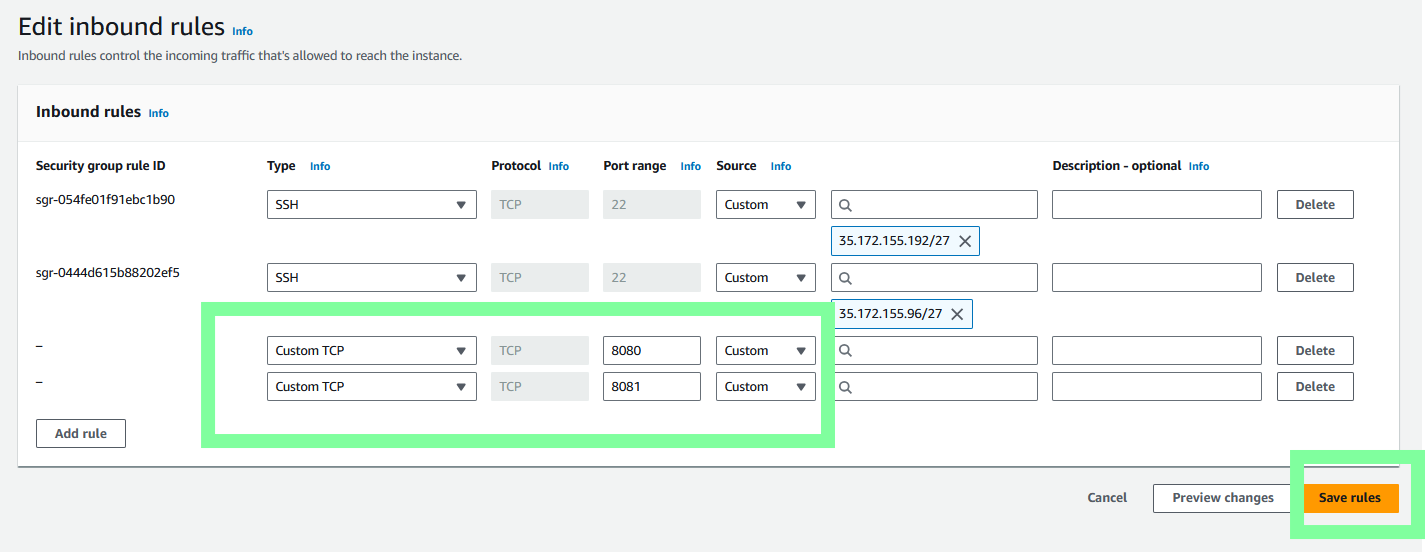 Edit inbound rules Info
Inbound rules control the incoming traffic that's allowed to reach the instance.
Inbound rules Info
Security group rule ID Type Info Protocol Info Port range Info Source Info Description - optional Info
sgr-054fe01f91ebc1b90 SSH TCP 22 Custom Delete
35.172.155.192/27
sgr-0444d615b88202ef5 SSH TCP 22 Custom Delete
35.172.155.96/27
– Custom TCP TCP 8080 Custom Delete
– Custom TCP TCP 8081 Custom Delete
Add rule
Cancel Preview changes Save rules